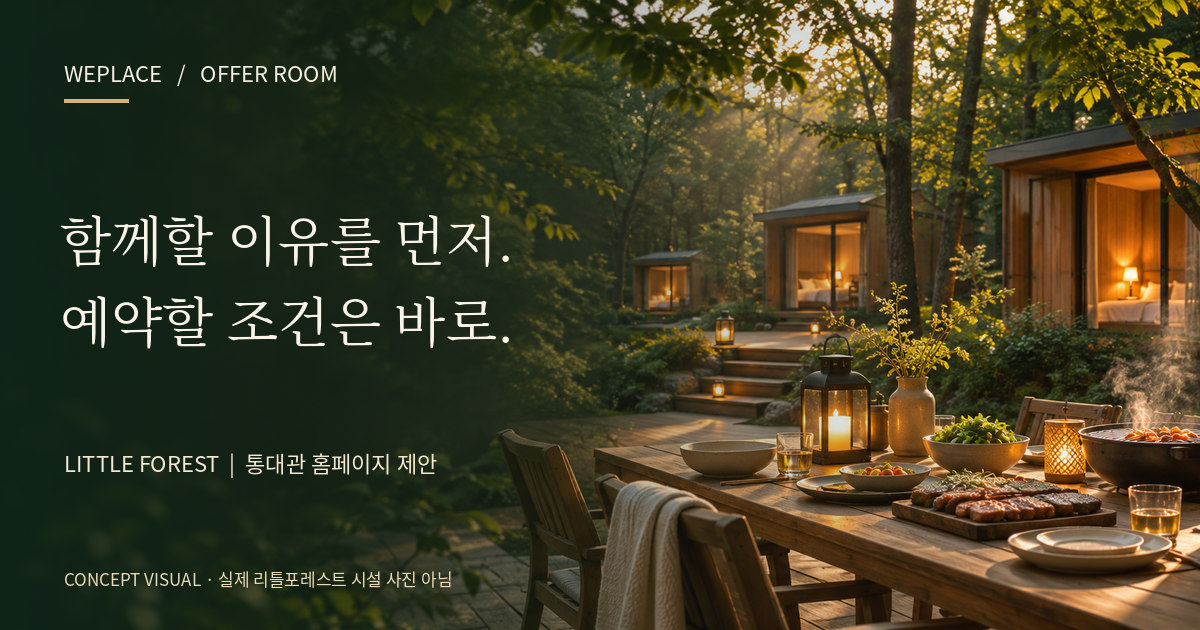 WEPLACE / OFFER ROOM
함께할 이유를 먼저.
예약할 조건은 바로.
LITTLE FOREST | 통대관 홈페이지 제안
CONCEPT VISUAL · 실제 리틀포레스트 시설 사진 아님